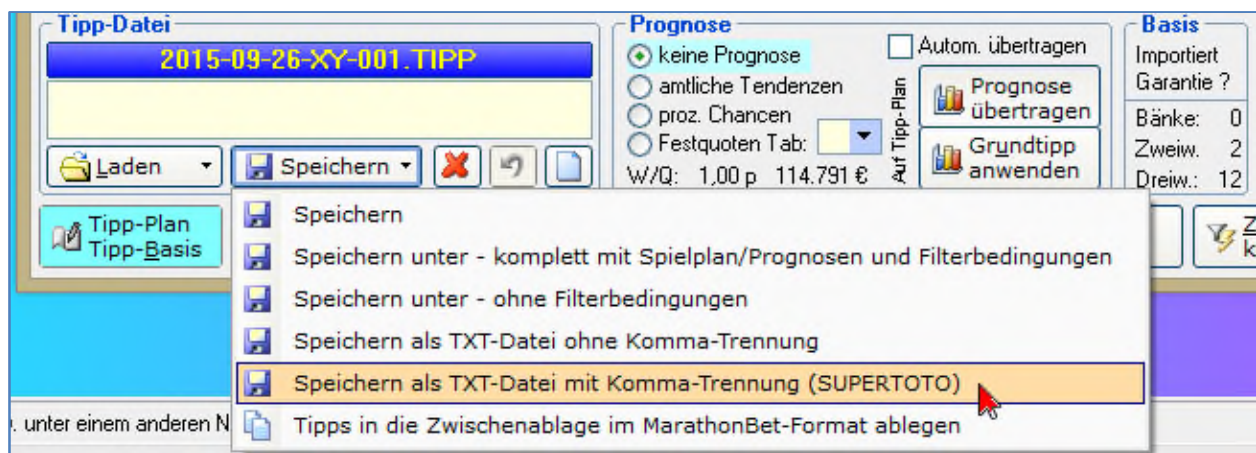 Tipp-Datei
2015-09-26-XY-001.TIPP
Laden
Speichern
Tipp-Plan
Tipp-Basis
Prognose
keine Prognose
amtliche Tendenzen
proz. Chancen
Festquoten Tab:
W/Q: 1,00 p 114.791 €
Auf Tipp-Plan
Autom. übertragen
Prognose
übertragen
Grundtipp
anwenden
Basis
Importiert
Garantie ?
Bänke: 0
Zweiw. 2
Dreiw.: 12
Speichern
Speichern unter - komplett mit Spielplan/Prognosen und Filterbedingungen
Speichern unter - ohne Filterbedingungen
Speichern als TXT-Datei ohne Komma-Trennung
Speichern als TXT-Datei mit Komma-Trennung (SUPERTOTO)
Tipps in die Zwischenablage im MarathonBet-Format ablegen
. unter einem anderen N